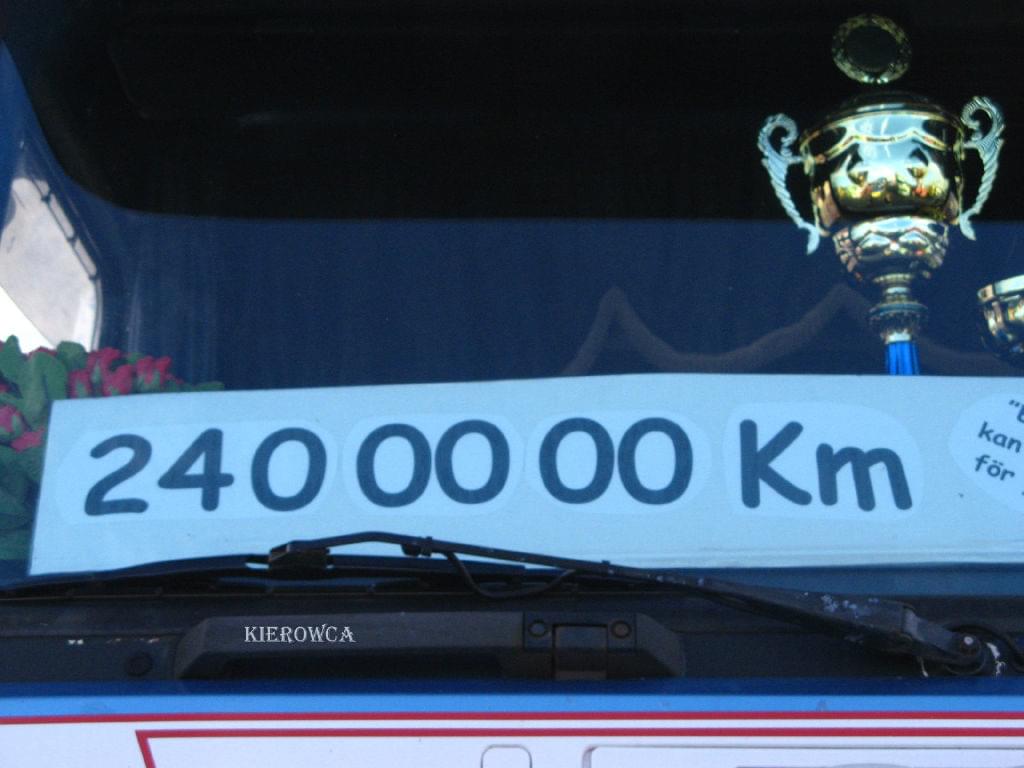 2400000 Km
kan
för
KIEROWCA